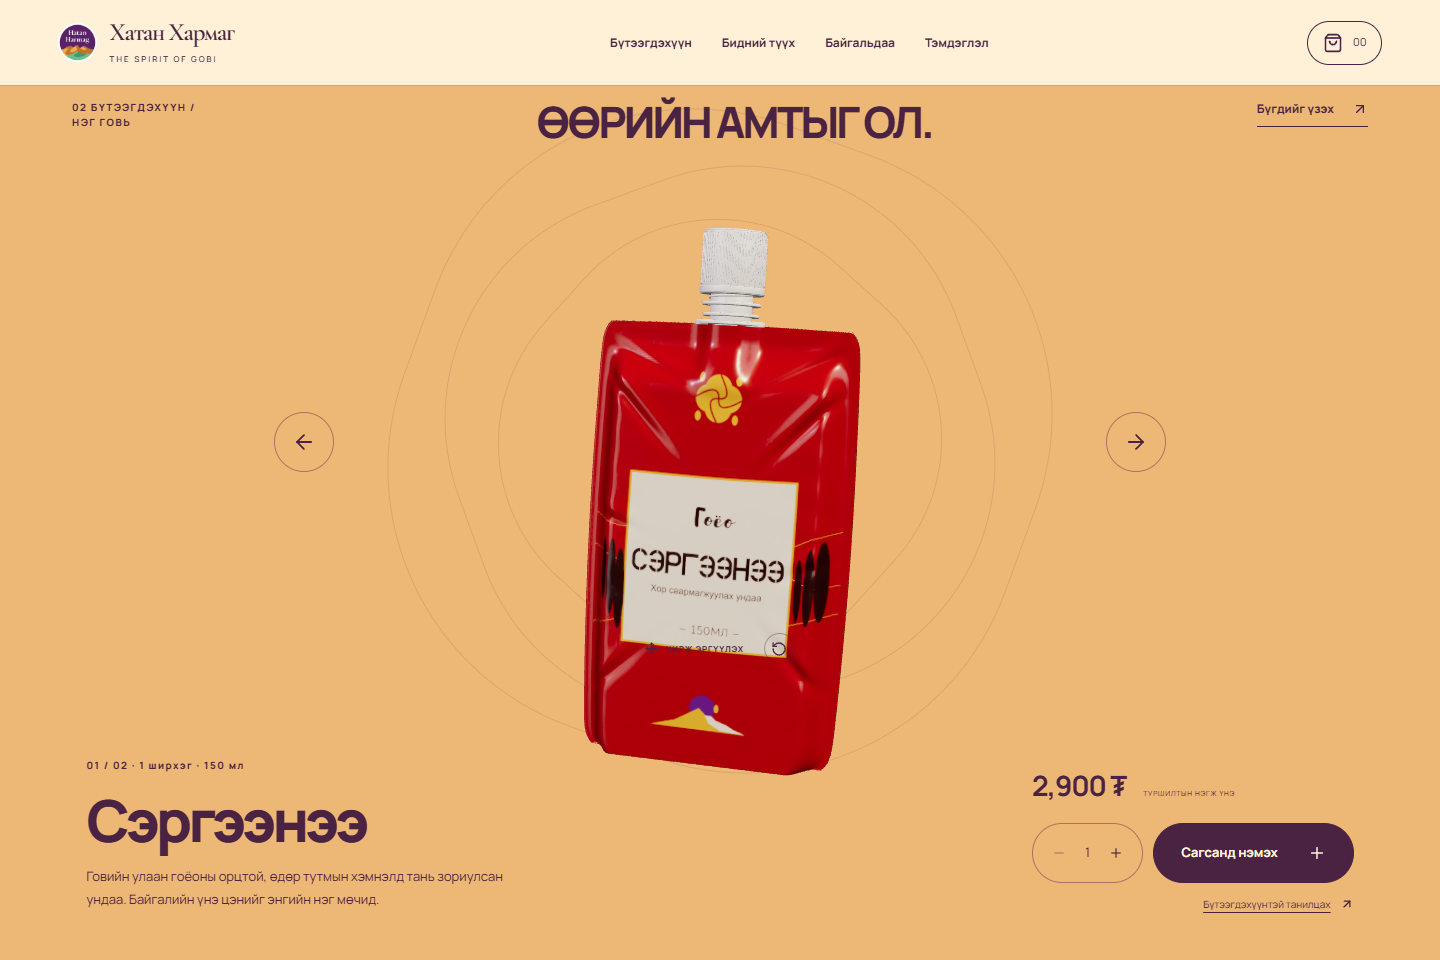 Hatan
Harmag
Хатан Хармаг
THE SPIRIT OF GOBI
Бүтээгдэхүүн
Бидний түүх
Байгальдаа
Тэмдэглэл
00
02 БҮТЭЭГДЭХҮҮН /
НЭГ ГОВЬ
ӨӨРИЙН АМТЫГ ОЛ.
Бүгдийг үзэх
Гоёо
СЭРГЭЭНЭЭ
Хор саармагжуулах ундаа
– 150МЛ –
ЭРГҮҮЛЭХ
01 / 02 · 1 ширхэг · 150 мл
Сэргээнээ
Говийн улаан гоёоны орцтой, өдөр тутмын хэмнэлд тань зориулсан
ундаа. Байгалийн үнэ цэнийг энгийн нэг мөчид.
2,900 ₮
ТУРШИЛТЫН НЭГЖ ҮНЭ
− 1 +
Сагсанд нэмэх +
Бүтээгдэхүүнтэй танилцах